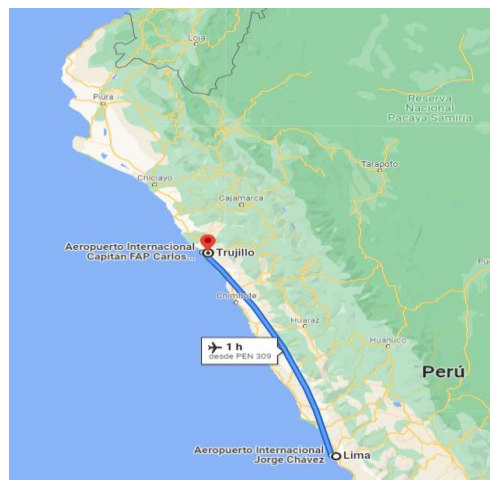 Loja
Piura
Reserva
Nacional
Pacaya Samiria
Tarapoto
Chiclayo
Cajamarca
Aeropuerto Internacional
Capitán FAP Carlos...
Trujillo
Chimbote
Huaraz
1 h
desde PEN 309
Huánuco
Perú
Aeropuerto Internacional
Jorge Chávez
Lima